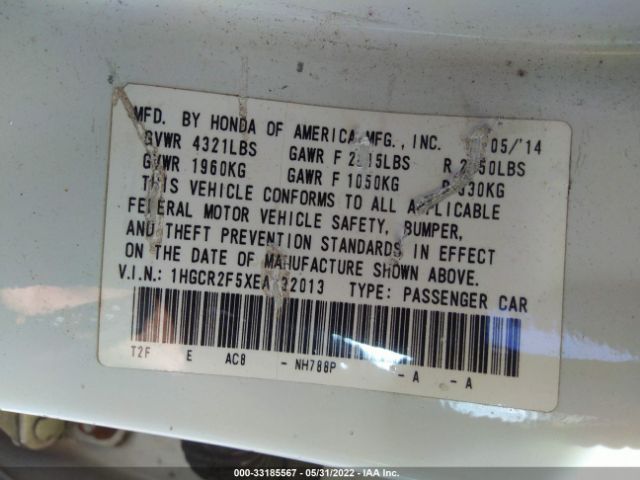 MFD. BY HONDA OF AMERICA MFG., INC. 05/'14
GVWR 4321LBS GAWR F LBS R
GVWR 1960KG GAWR F 1050KG R
THIS VEHICLE CONFORMS TO ALL APPLICABLE
FEDERAL MOTOR VEHICLE SAFETY, BUMPER,
AND THEFT PREVENTION STANDARDS IN EFFECT
ON THE DATE OF MANUFACTURE SHOWN ABOVE.
V.I.N.: TYPE: PASSENGER CAR
T2F E AC8 - NH788P - A - A
000-33185567 - 05/31/2022 - IAA Inc.